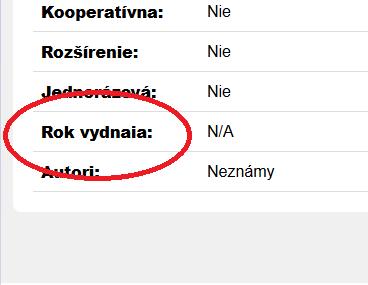 Kooperatívna: Nie
Rozšírenie: Nie
Jednorázová: Nie
Rok vydnaia: N/A
Autori: Neznámy